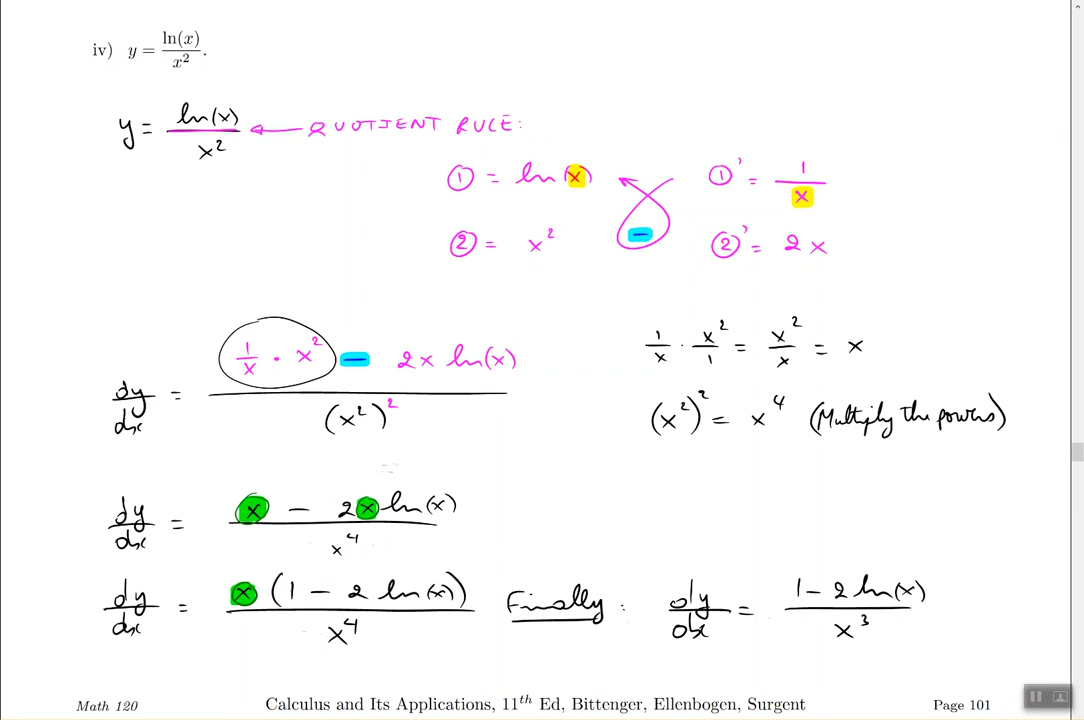 iv) y = ln(x)/x².
y = ln(x)/x² ← QUOTIENT RULE:
① = ln(x) ①' = 1/x
② = x² − ②' = 2x
dy/dx = (1/x · x² − 2x ln(x))/(x²)²
1/x · x²/1 = x²/x = x
(x²)² = x⁴ (Multiply the powers)
dy/dx = (x − 2x ln(x))/x⁴
dy/dx = x(1 − 2 ln(x))/x⁴ Finally: dy/dx = (1 − 2 ln(x))/x³
Math 120 Calculus and Its Applications, 11th Ed, Bittenger, Ellenbogen, Surgent Page 101